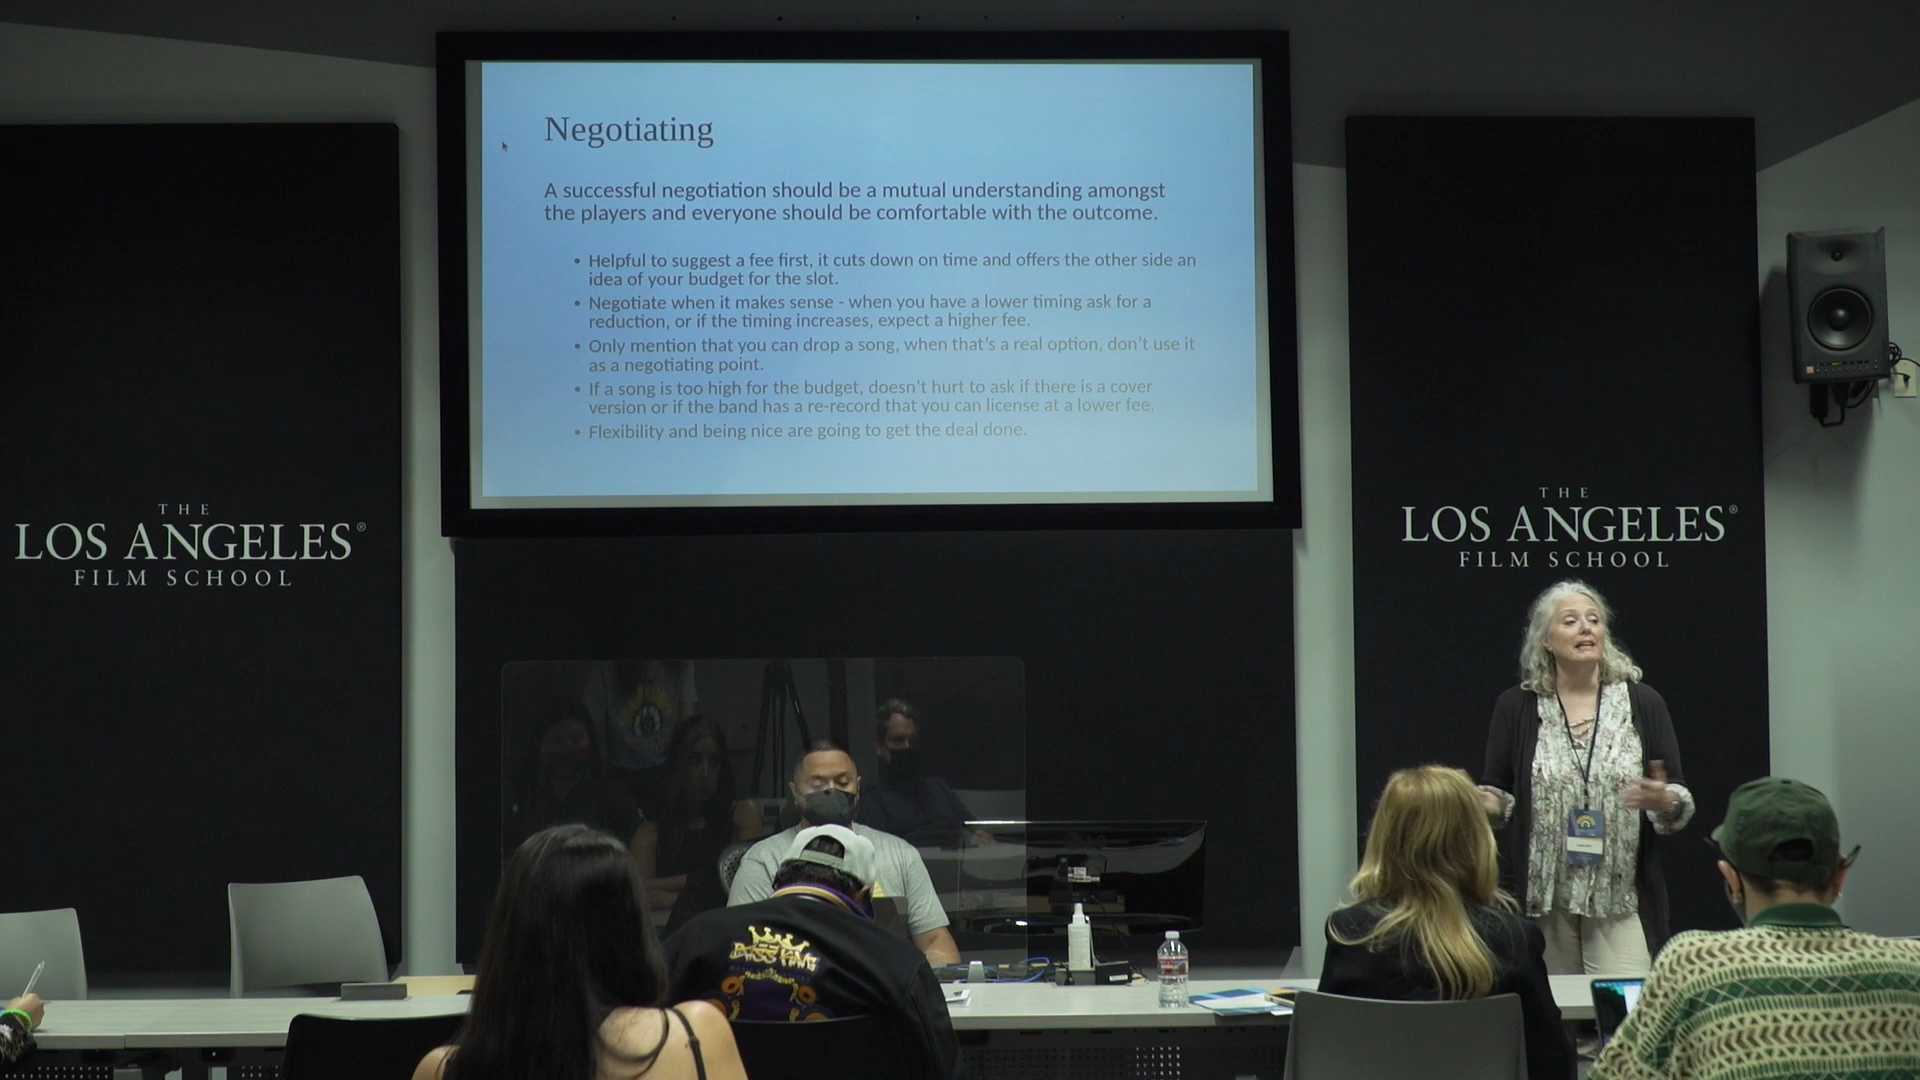 Negotiating
A successful negotiation should be a mutual understanding amongst
the players and everyone should be comfortable with the outcome.
• Helpful to suggest a fee first, it cuts down on time and offers the other side an
idea of your budget for the slot.
• Negotiate when it makes sense - when you have a lower timing ask for a
reduction, or if the timing increases, expect a higher fee.
• Only mention that you can drop a song, when that’s a real option, don’t use it
as a negotiating point.
• If a song is too high for the budget, doesn’t hurt to ask if there is a cover
version or if the band has a re-record that you can license at a lower fee.
• Flexibility and being nice are going to get the deal done.
THE
LOS ANGELES®
FILM SCHOOL
THE
LOS ANGELES®
FILM SCHOOL